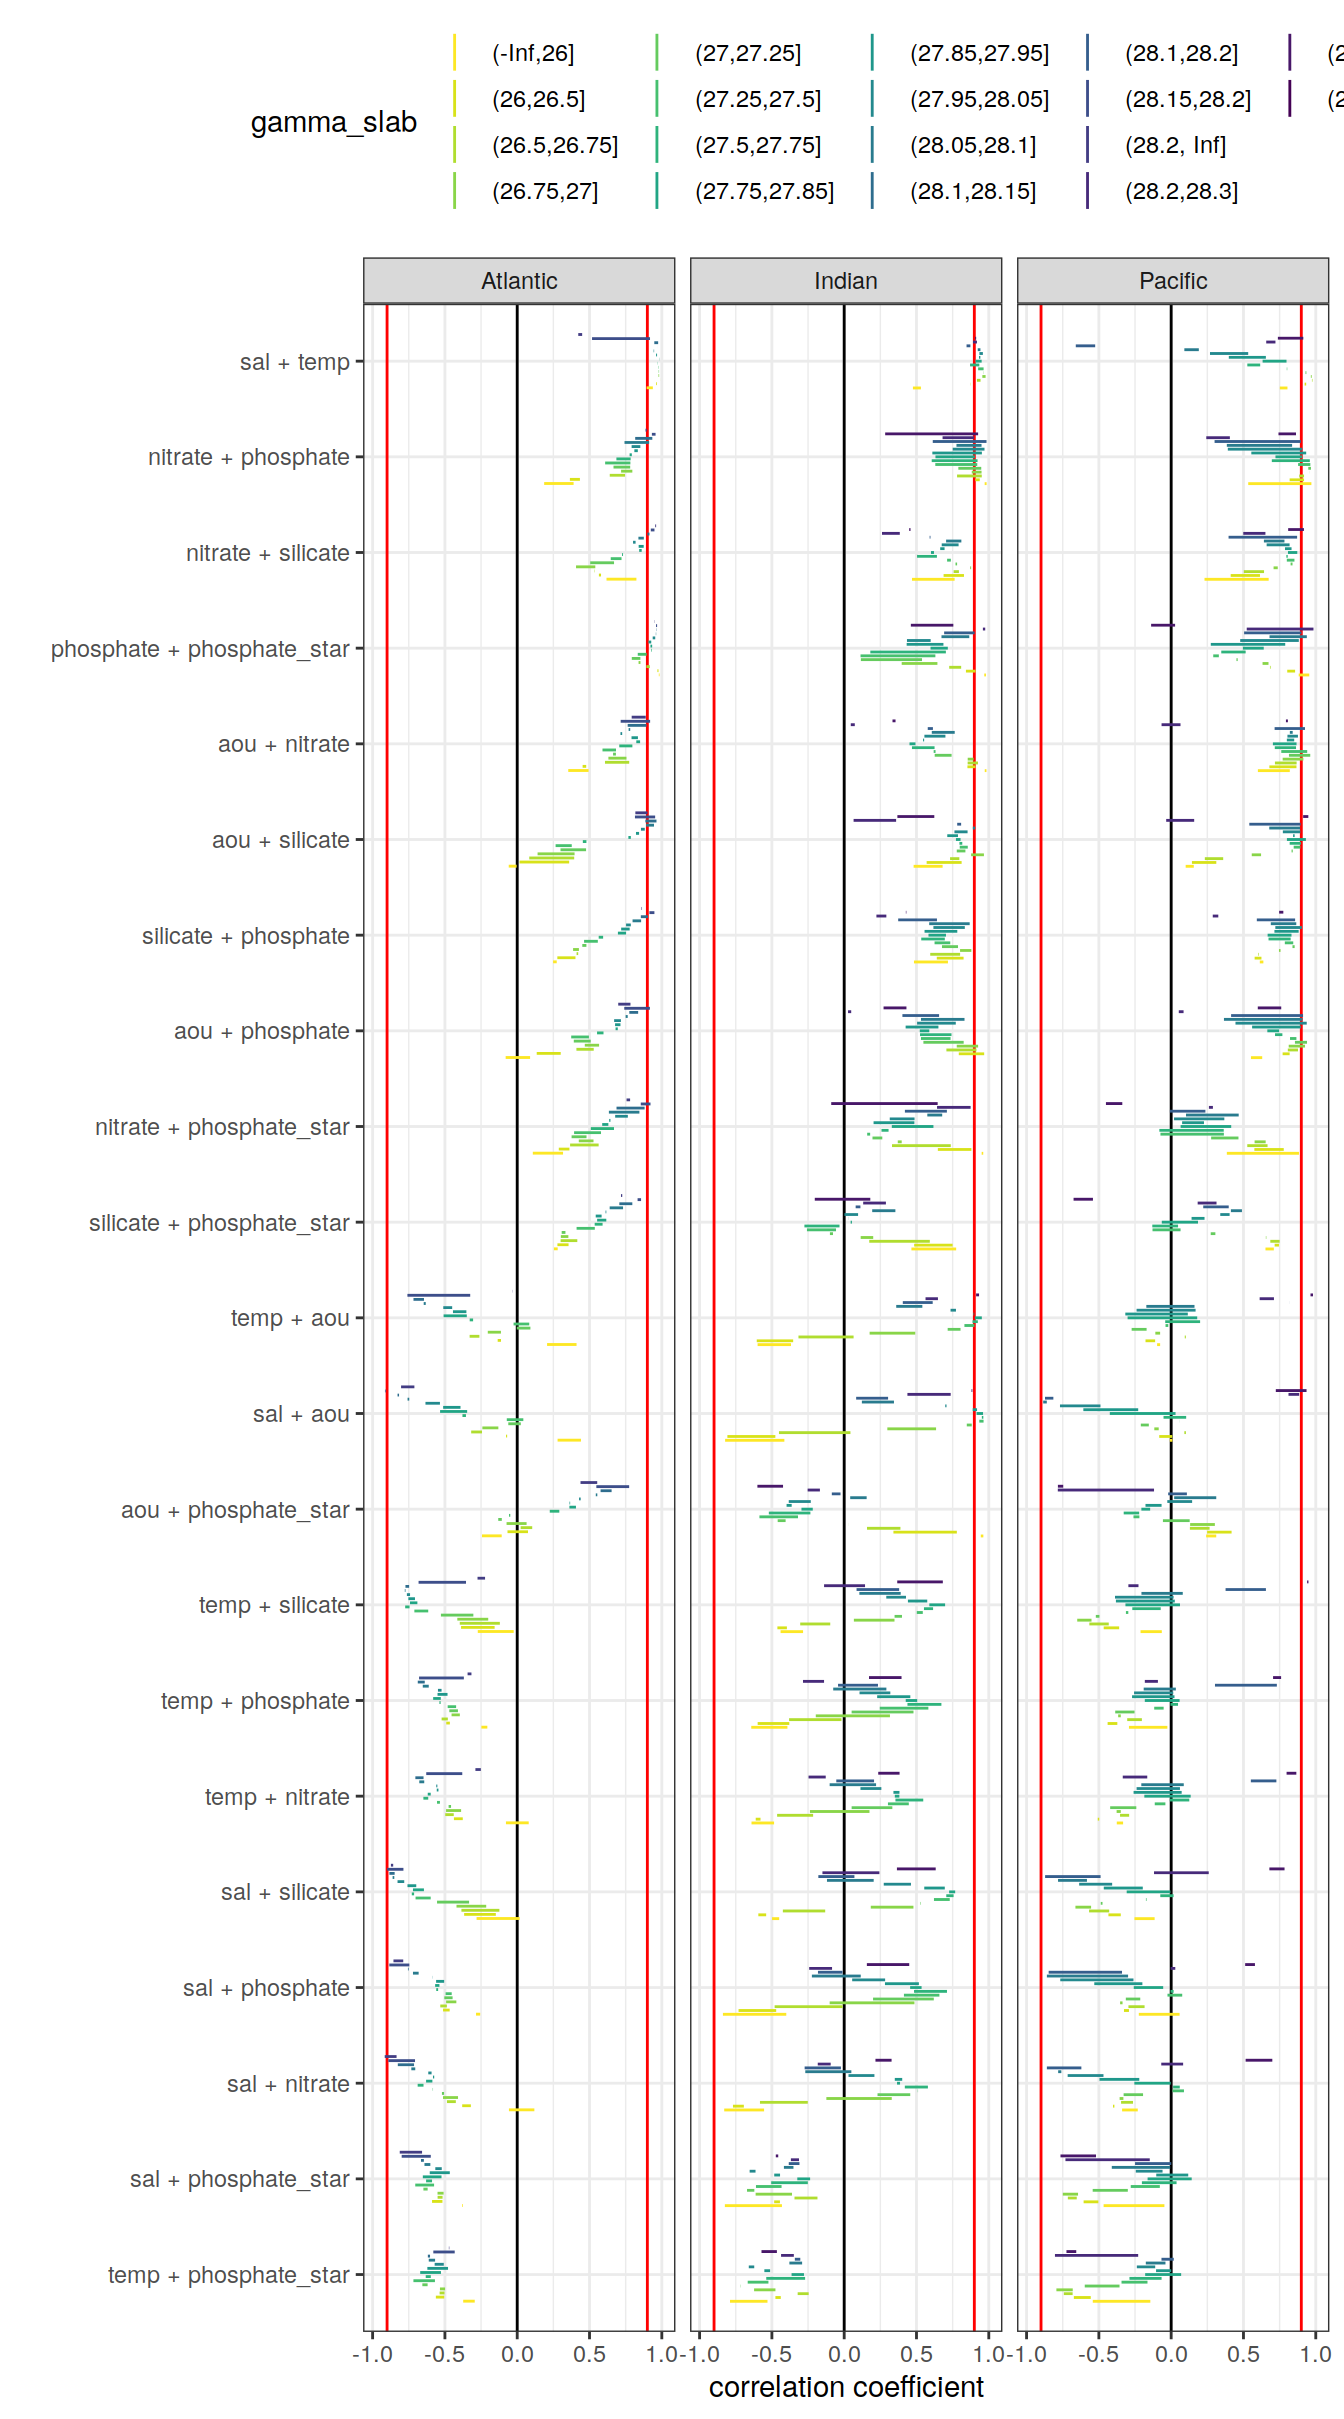 gamma_slab
(-Inf,26] (27,27.25] (27.85,27.95] (28.1,28.2]
(26,26.5] (27.25,27.5] (27.95,28.05] (28.15,28.2]
(26.5,26.75] (27.5,27.75] (28.05,28.1] (28.2, Inf]
(26.75,27] (27.75,27.85] (28.1,28.15] (28.2,28.3]
Atlantic Indian Pacific
sal + temp
nitrate + phosphate
nitrate + silicate
phosphate + phosphate_star
aou + nitrate
aou + silicate
silicate + phosphate
aou + phosphate
nitrate + phosphate_star
silicate + phosphate_star
temp + aou
sal + aou
aou + phosphate_star
temp + silicate
temp + phosphate
temp + nitrate
sal + silicate
sal + phosphate
sal + nitrate
sal + phosphate_star
temp + phosphate_star
-1.0 -0.5 0.0 0.5 1.0 -1.0 -0.5 0.0 0.5 1.0 -1.0 -0.5 0.0 0.5 1.0
correlation coefficient